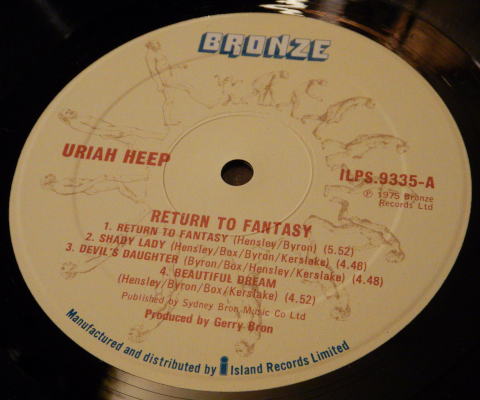 BRONZE
URIAH HEEP
ILPS.9335-A
℗ 1975 Bronze
Records Ltd
RETURN TO FANTASY
1. RETURN TO FANTASY (Hensley/Byron) (5.52)
2. SHADY LADY (Hensley/Box/Byron/Kerslake) (4.48)
3. DEVIL'S DAUGHTER (Byron/Box/Hensley/Kerslake) (4.48)
4. BEAUTIFUL DREAM
(Hensley/Byron/Box/Kerslake) (4.52)
Published by Sydney Bron Music Co Ltd
Produced by Gerry Bron
Manufactured and distributed by i Island Records Limited